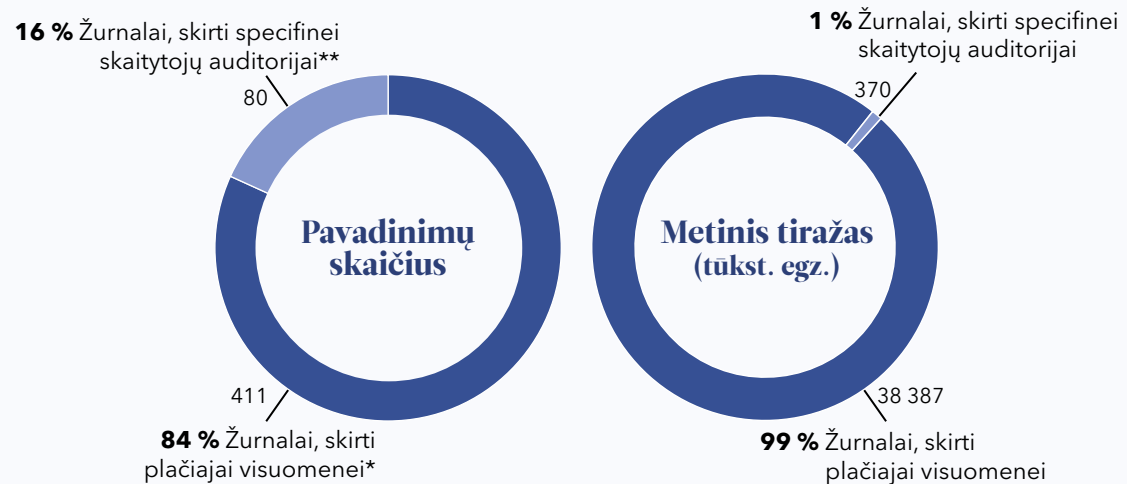 16 % Žurnalai, skirti specifinei
skaitytojų auditorijai**
80
Pavadinimų
skaičius
411
84 % Žurnalai, skirti
plačiajai visuomenei*
1 % Žurnalai, skirti specifinei
skaitytojų auditorijai
370
Metinis tiražas
(tūkst. egz.)
38 387
99 % Žurnalai, skirti
plačiajai visuomenei